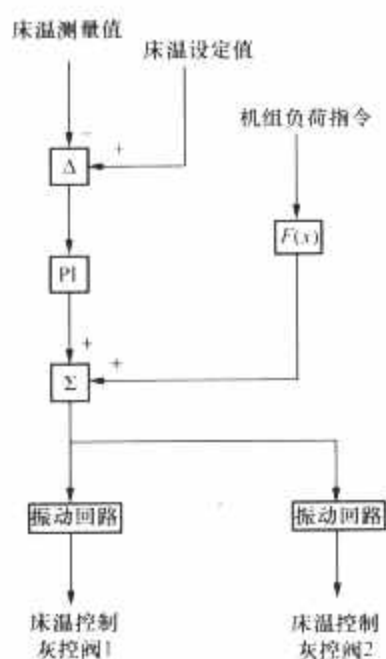 床温测量值
床温设定值
机组负荷指令
-
+
Δ
F(x)
PI
+
+
Σ
振动回路
振动回路
床温控制
灰控阀1
床温控制
灰控阀2